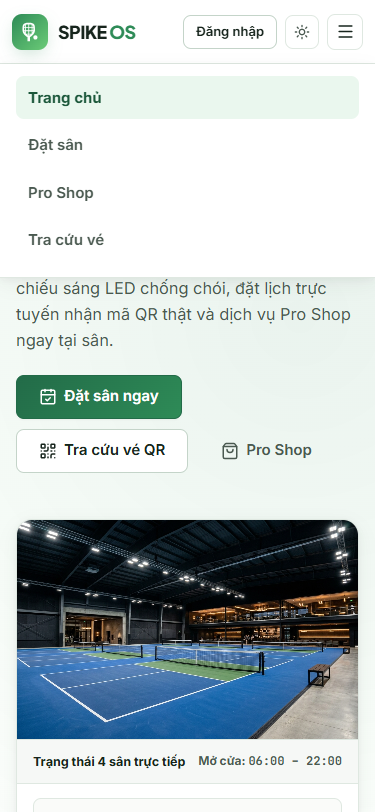 SPIKE OS
Đăng nhập
Trang chủ
Đặt sân
Pro Shop
Tra cứu vé
chiếu sáng LED chống chói, đặt lịch trực
tuyến nhận mã QR thật và dịch vụ Pro Shop
ngay tại sân.
Đặt sân ngay
Tra cứu vé QR
Pro Shop
Trạng thái 4 sân trực tiếp
Mở cửa: 06:00 – 22:00